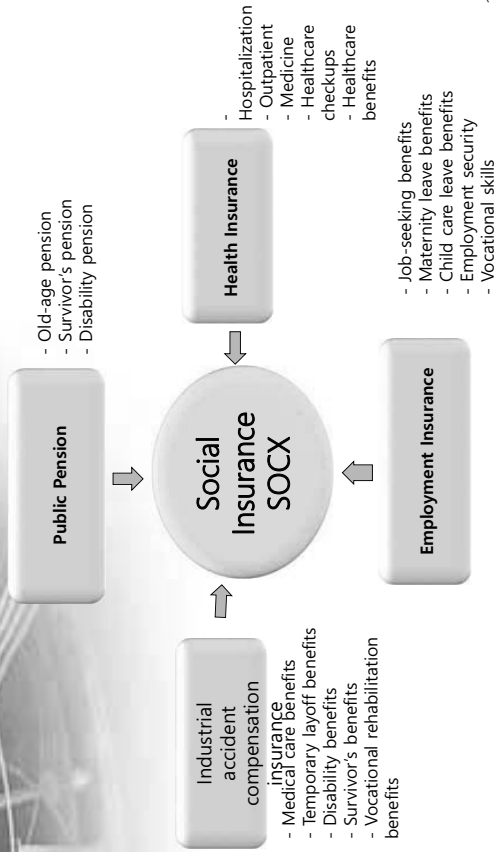 Public Pension
- Old-age pension
- Survivor's pension
- Disability pension
Industrial
accident
compensation
insurance
- Medical care benefits
- Temporary layoff benefits
- Disability benefits
- Survivor's benefits
- Vocational rehabilitation
benefits
Social
Insurance
SOCX
Health Insurance
-
Hospitalization
- Outpatient
- Medicine
- Healthcare
checkups
- Healthcare
benefits
Employment Insurance
- Job-seeking benefits
- Maternity leave benefits
- Child care leave benefits
- Employment security
- Vocational skills